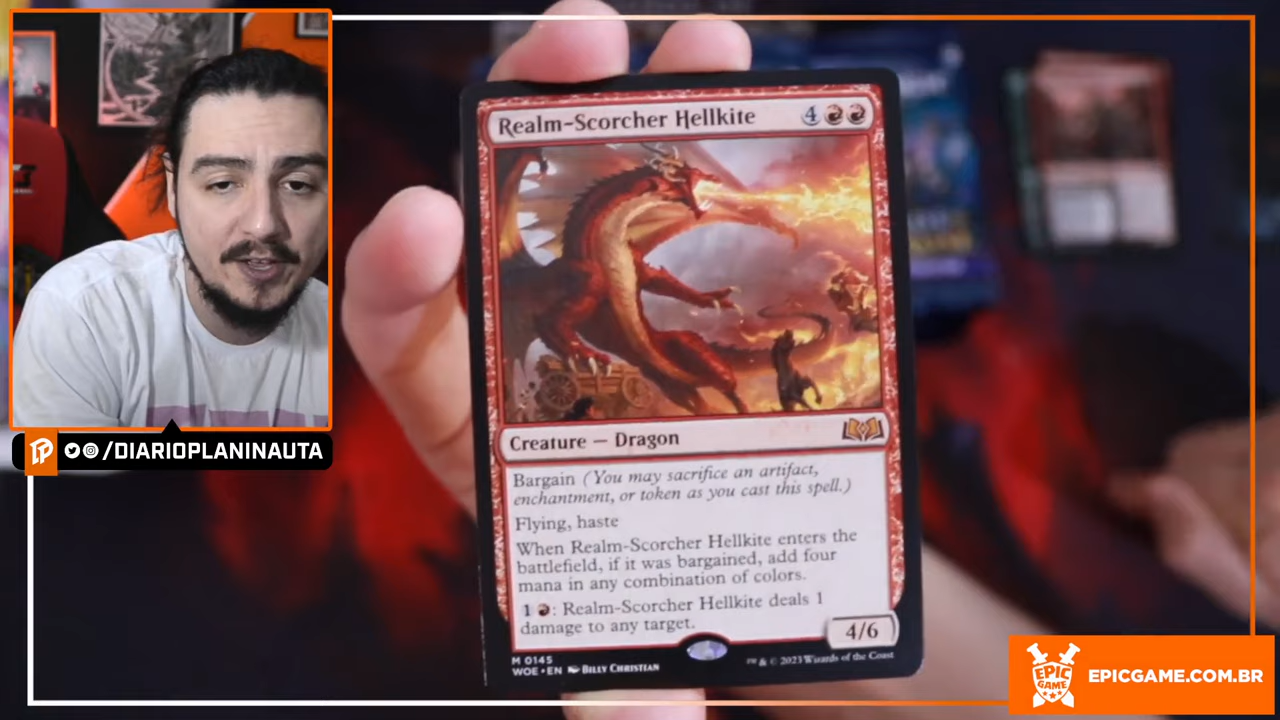 Realm-Scorcher Hellkite 4
Creature — Dragon
Bargain (You may sacrifice an artifact,
enchantment, or token as you cast this spell.)
Flying, haste
When Realm-Scorcher Hellkite enters the
battlefield, if it was bargained, add four
mana in any combination of colors.
1 : Realm-Scorcher Hellkite deals 1
damage to any target.
4/6
M 0145
WOE • EN BILLY CHRISTIAN
™ & © 2023 Wizards of the Coast
/DIARIOPLANINAUTA
EPIC
GAME
EPICGAME.COM.BR